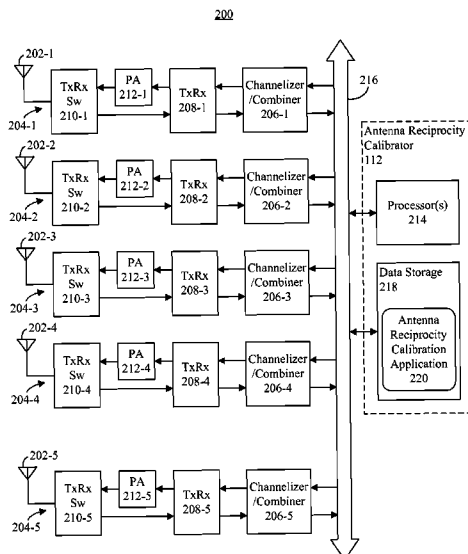 200
202-1
TxRx
Sw
210-1
PA
212-1
TxRx
208-1
Channelizer
/Combiner
206-1
204-1
216
202-2
TxRx
Sw
210-2
PA
212-2
TxRx
208-2
Channelizer
/Combiner
206-2
204-2
202-3
TxRx
Sw
210-3
PA
212-3
TxRx
208-3
Channelizer
/Combiner
206-3
204-3
202-4
TxRx
Sw
210-4
PA
212-4
TxRx
208-4
Channelizer
/Combiner
206-4
204-4
202-5
TxRx
Sw
210-5
PA
212-5
TxRx
208-5
Channelizer
/Combiner
206-5
204-5
Antenna Reciprocity
Calibrator
112
Processor(s)
214
Data Storage
218
Antenna
Reciprocity
Calibration
Application
220